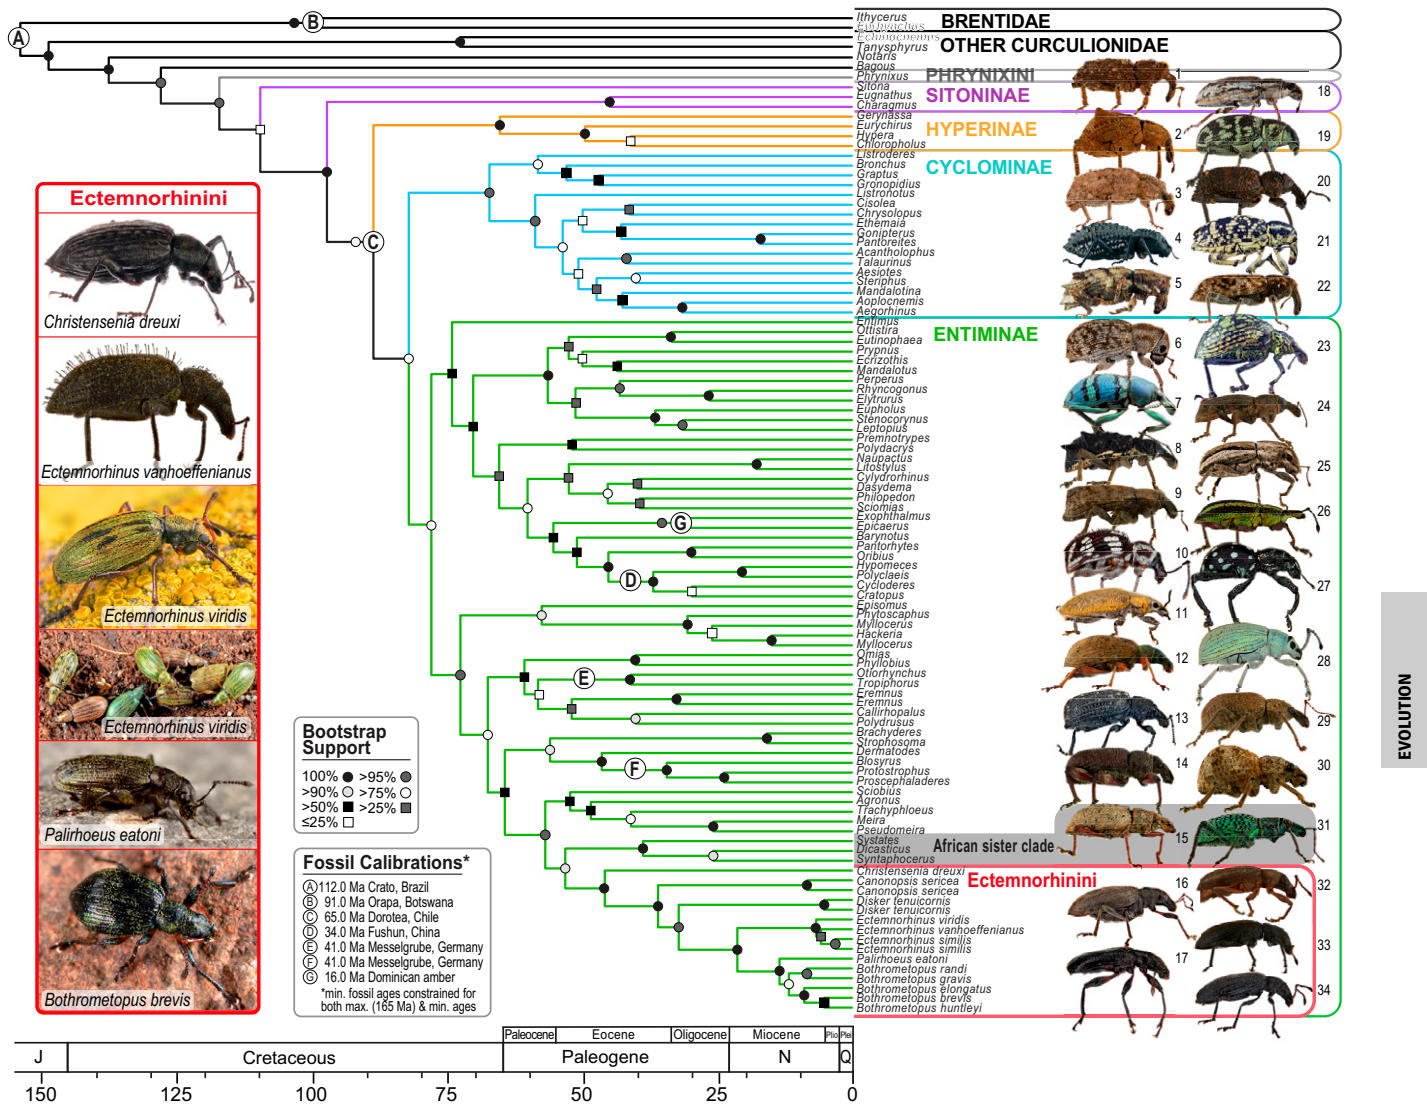 A
B
Ithycerus
BRENTIDAE
Tanysphyrus
OTHER CURCULIONIDAE
Notaris
Bagous
Phrynixus
PHRYNIXINI
Sitona
SITONINAE
Eugnathus
Charagmus
Gerynassa
Eurychirus
HYPERINAE
Hypera
Chloropholus
Listroderes
Bronchus
CYCLOMINAE
Graptus
Gronopidius
Listronotus
Cisolea
Chrysolopus
Ethemaia
Gonipterus
Pantoreites
Acantholophus
Talaurinus
Aesiotes
Steriphus
Mandalotina
Aoplocnemis
Aegorhinus
C
Entimus
ENTIMINAE
Ottistira
Eutinophaea
Prypnus
Ecrizothis
Mandalotus
Perperus
Rhyncogonus
Elytrurus
Eupholus
Stenocorynus
Leptopius
Premnotypes
Polydacrys
Naupactus
Litostylus
Cylydrorhinus
Dasydema
Philopedon
Sciomias
Exophthalmus
G
Epicaerus
Barynotus
Pantorhytes
Oribius
Hypomeces
Polyclaeis
D
Cycloderes
Cratopus
Episomus
Phytoscaphus
Myllocerus
Hackeria
Myllocerus
Omias
Phyllobius
Otiorhynchus
E
Tropiphorus
Eremnus
Eremnus
Callirhopalus
Polydrusus
Brachyderes
Strophosoma
Dermatodes
Blosyrus
F
Protostrophus
Proscephaladeres
Sciobius
Agronus
Trachyphloeus
Meira
Pseudomeira
Systates
Dicasticus
African sister clade
Syntaphocerus
Christensenia dreuxi
Canonopsis sericea
Ectemnorhinini
Canonopsis sericea
Disker tenuicornis
Disker tenuicornis
Ectemnorhinus viridis
Ectemnorhinus vanhoeffenianus
Ectemnorhinus similis
Ectemnorhinus similis
Palirhoeus eatoni
Bothrometopus randi
Bothrometopus gravis
Bothrometopus elongatus
Bothrometopus brevis
Bothrometopus huntleyi
1
2
3
4
5
6
7
8
9
10
11
12
13
14
15
16
17
18
19
20
21
22
23
24
25
26
27
28
29
30
31
32
33
34
EVOLUTION
Ectemnorhinini
Christensenia dreuxi
Ectemnorhinus vanhoeffenianus
Ectemnorhinus viridis
Ectemnorhinus viridis
Palirhoeus eatoni
Bothrometopus brevis
Bootstrap
Support
100% >95%
>90% >75%
>50% >25%
≤25%
Fossil Calibrations*
A 112.0 Ma Crato, Brazil
B 91.0 Ma Orapa, Botswana
C 65.0 Ma Dorotea, Chile
D 34.0 Ma Fushun, China
E 41.0 Ma Messelgrube, Germany
F 41.0 Ma Messelgrube, Germany
G 16.0 Ma Dominican amber
*min. fossil ages constrained for
both max. (165 Ma) & min. ages
Paleocene Eocene Oligocene Miocene Plio Plei
J Cretaceous Paleogene N Q
150 125 100 75 50 25 0